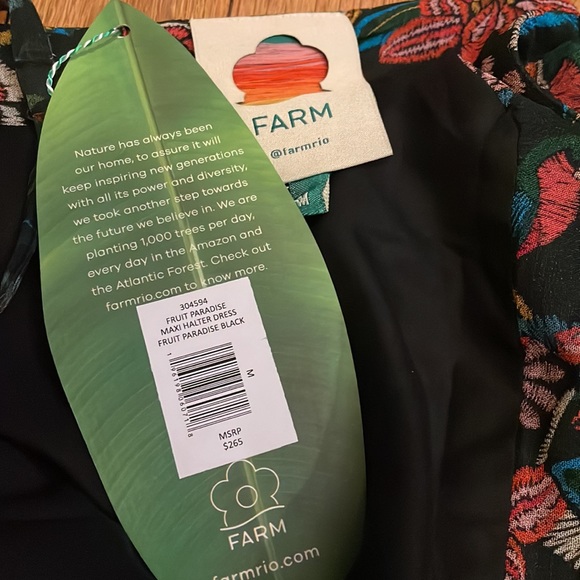 FARM
@farmrio
M
Nature has always been
our home, to assure it will
keep inspiring new generations
with all its power and diversity,
we took another step towards
the future we believe in. We are
planting 1,000 trees per day,
every day in the Amazon and
the Atlantic Forest. Check out
farmrio.com to know more.
304594
FRUIT PARADISE
MAXI HALTER DRESS
FRUIT PARADISE BLACK
M
MSRP
$265
FARM
farmrio.com